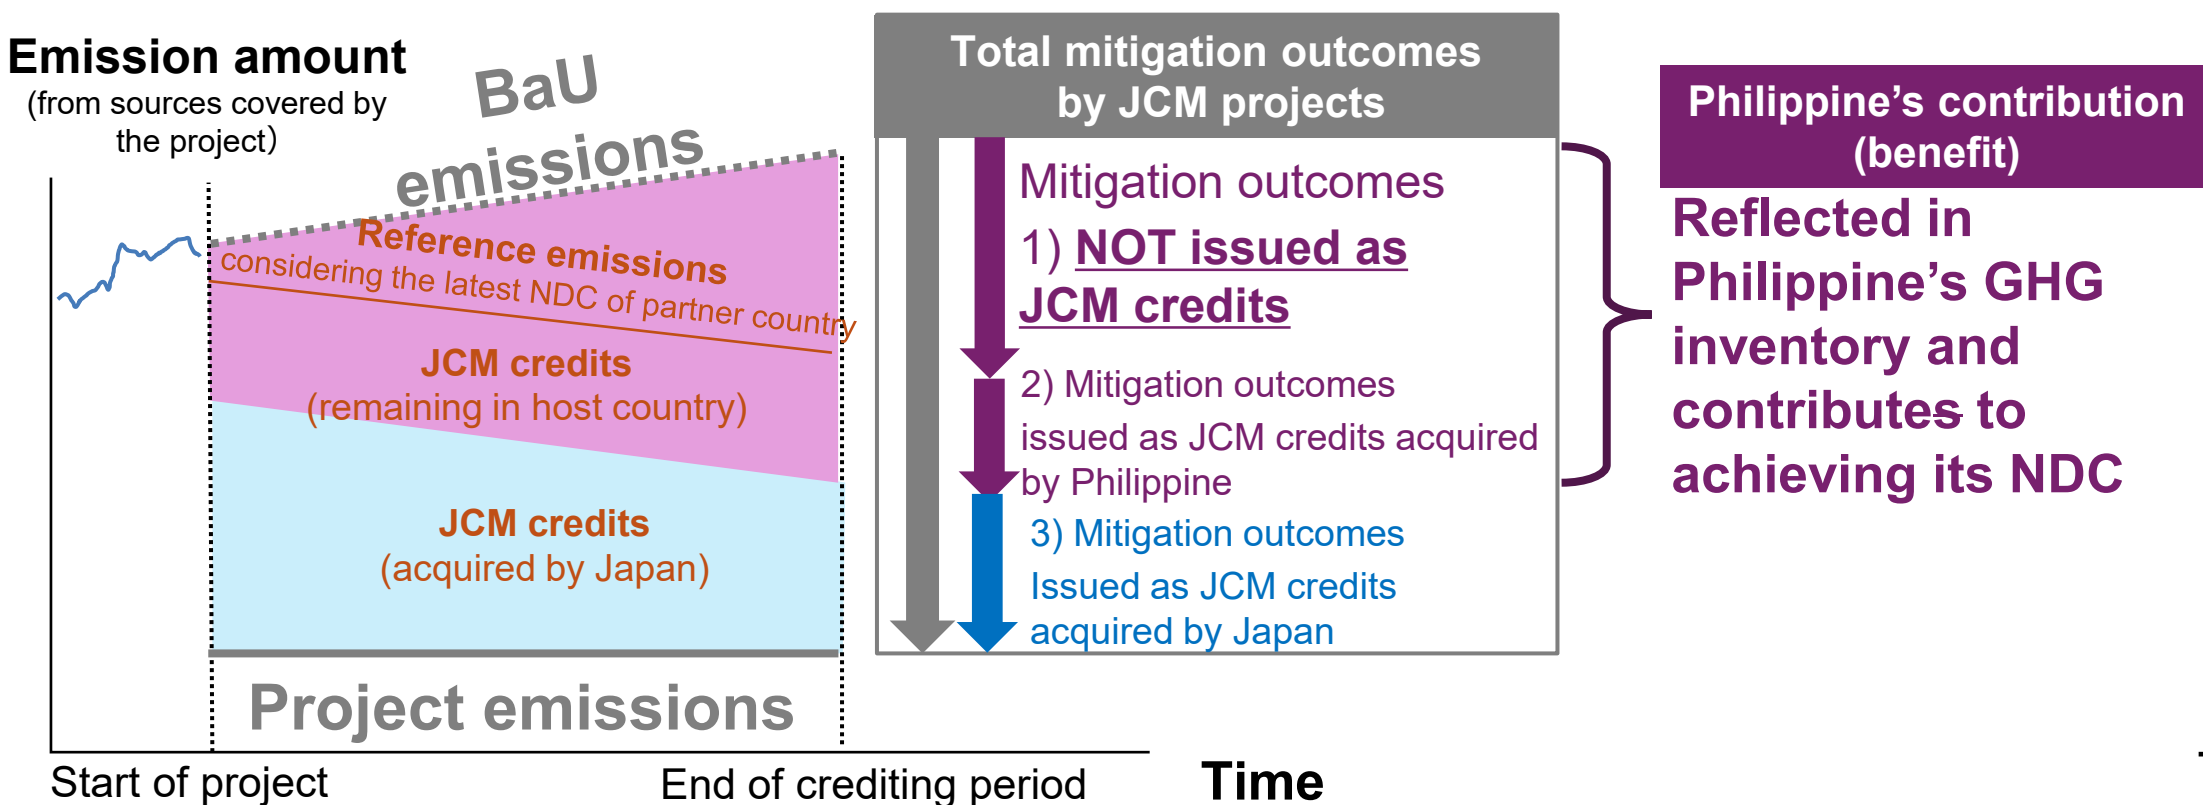 Emission amount
(from sources covered by
the project)
BaU
emissions
Reference emissions
considering the latest NDC of partner country
JCM credits
(remaining in host country)
JCM credits
(acquired by Japan)
Project emissions
Start of project
End of crediting period
Time
Total mitigation outcomes
by JCM projects
Mitigation outcomes
1) NOT issued as
JCM credits
2) Mitigation outcomes
issued as JCM credits acquired
by Philippine
3) Mitigation outcomes
Issued as JCM credits
acquired by Japan
Philippine’s contribution
(benefit)
Reflected in
Philippine’s GHG
inventory and
contributes to
achieving its NDC